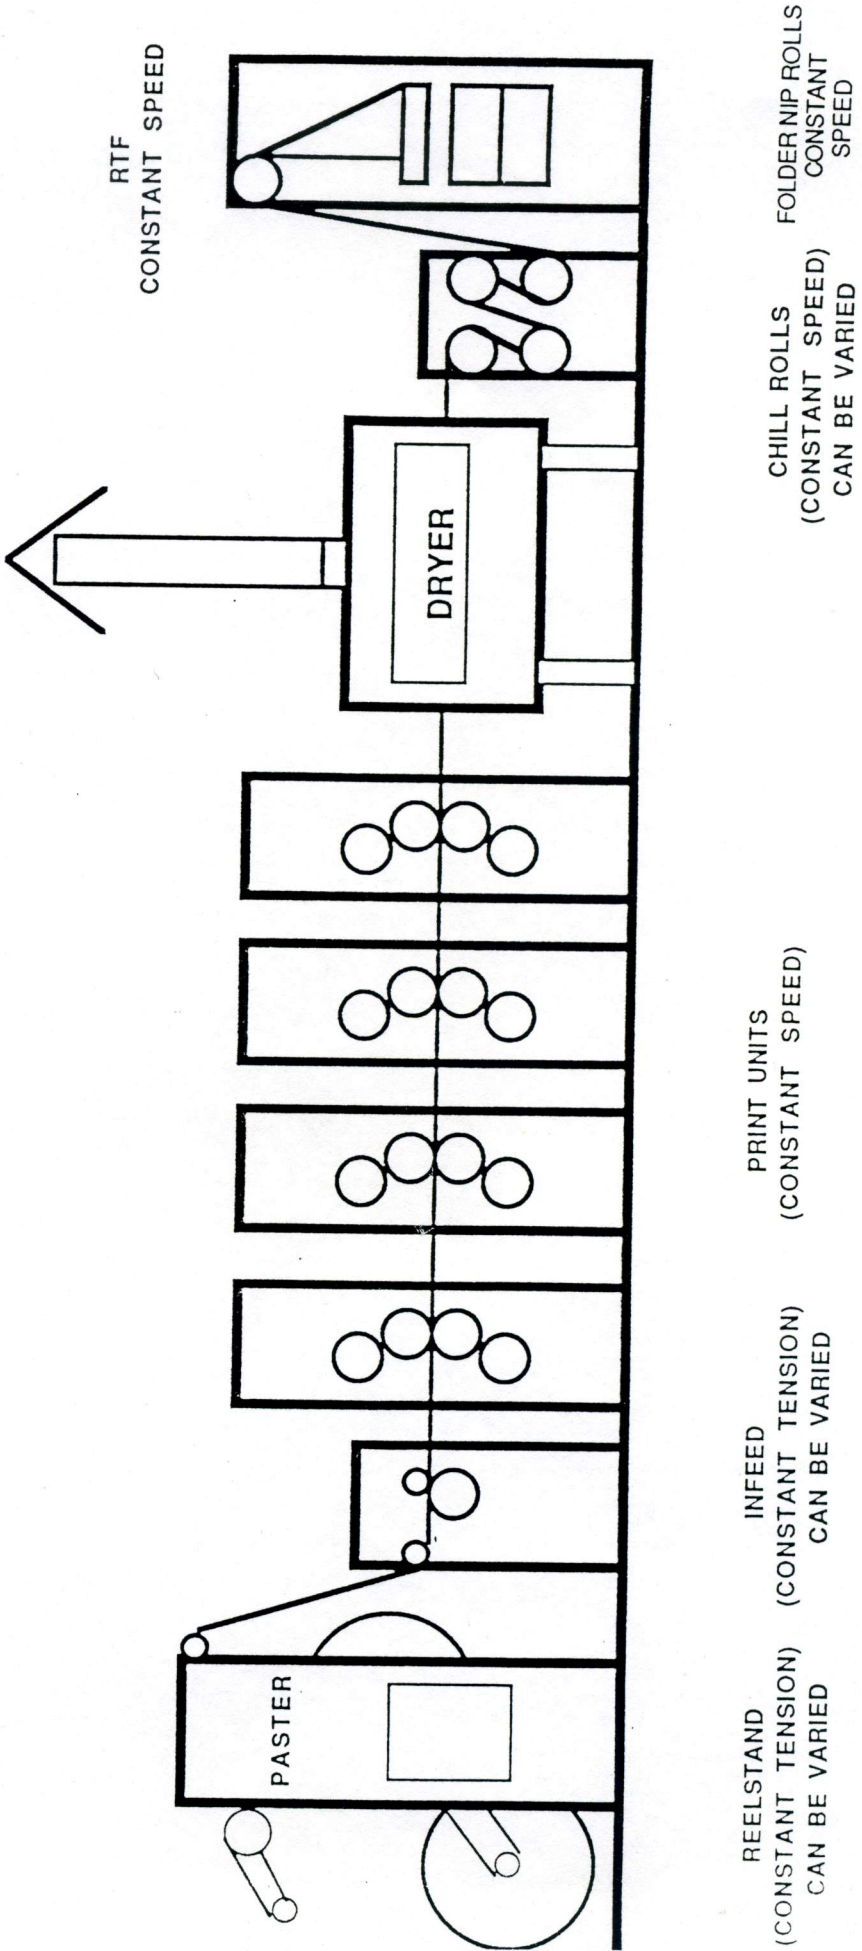 RTF
CONSTANT SPEED
DRYER
PASTER
REELSTAND
(CONSTANT TENSION)
CAN BE VARIED
INFEED
(CONSTANT TENSION)
CAN BE VARIED
PRINT UNITS
(CONSTANT SPEED)
CHILL ROLLS
(CONSTANT SPEED)
CAN BE VARIED
FOLDER NIP ROLLS
CONSTANT
SPEED